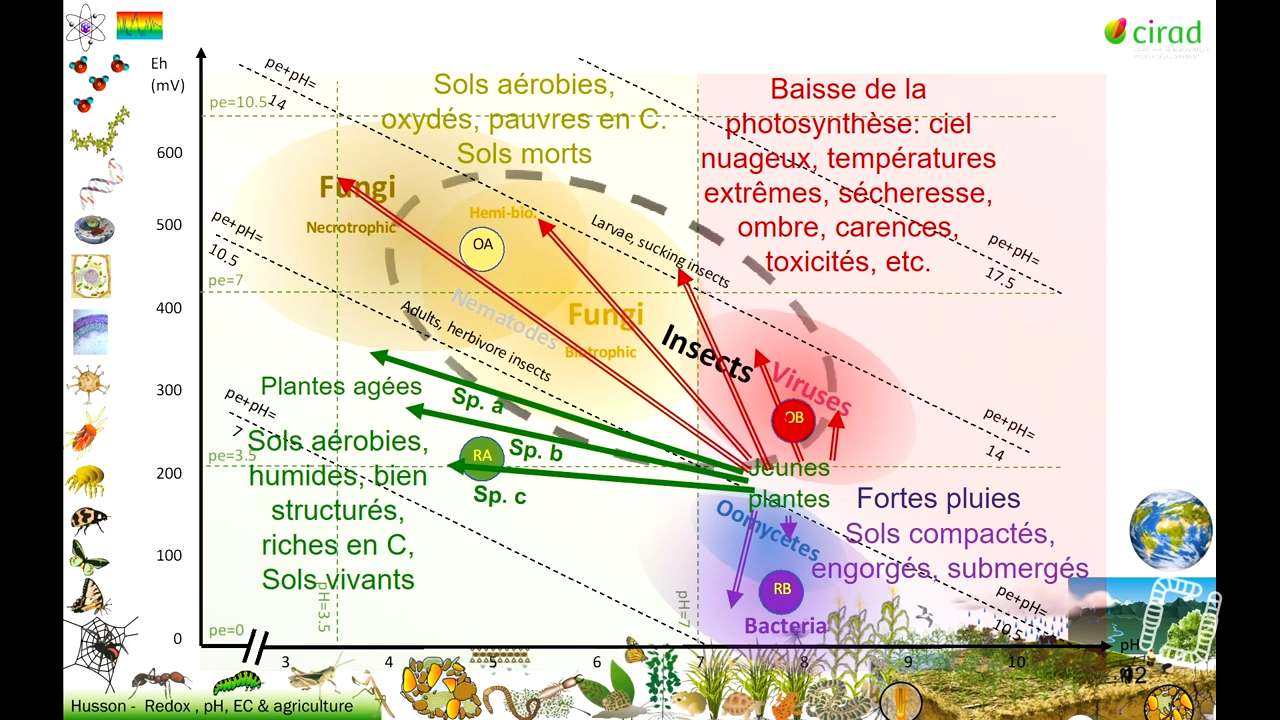 cirad
Eh
(mV)
600
500
400
300
200
100
0
3
4
5
6
7
8
9
10
pH
12
pe=10.5
pe=7
pe=3.5
pe=0
pH=3.5
pH=7
pe+pH=
14
pe+pH=
10.5
pe+pH=
7
pe+pH=
17.5
pe+pH=
14
pe+pH=
10.5
Sols aérobies,
oxydés, pauvres en C.
Sols morts
Baisse de la
photosynthèse: ciel
nuageux, températures
extrêmes, sécheresse,
ombre, carences,
toxicités, etc.
Fungi
Necrotrophic
Hemi-bio.
OA
Larvae, sucking insects
Nematodes
Fungi
Biotrophic
Adults, herbivore insects
Insects
Viruses
OB
Plantes agées
Sp. a
Sp. b
Sp. c
RA
Sols aérobies,
humides, bien
structurés,
riches en C,
Sols vivants
Jeunes
plantes
Fortes pluies
Sols compactés,
engorgés, submergés
Oomycetes
RB
Bacteria
Husson - Redox , pH, EC & agriculture